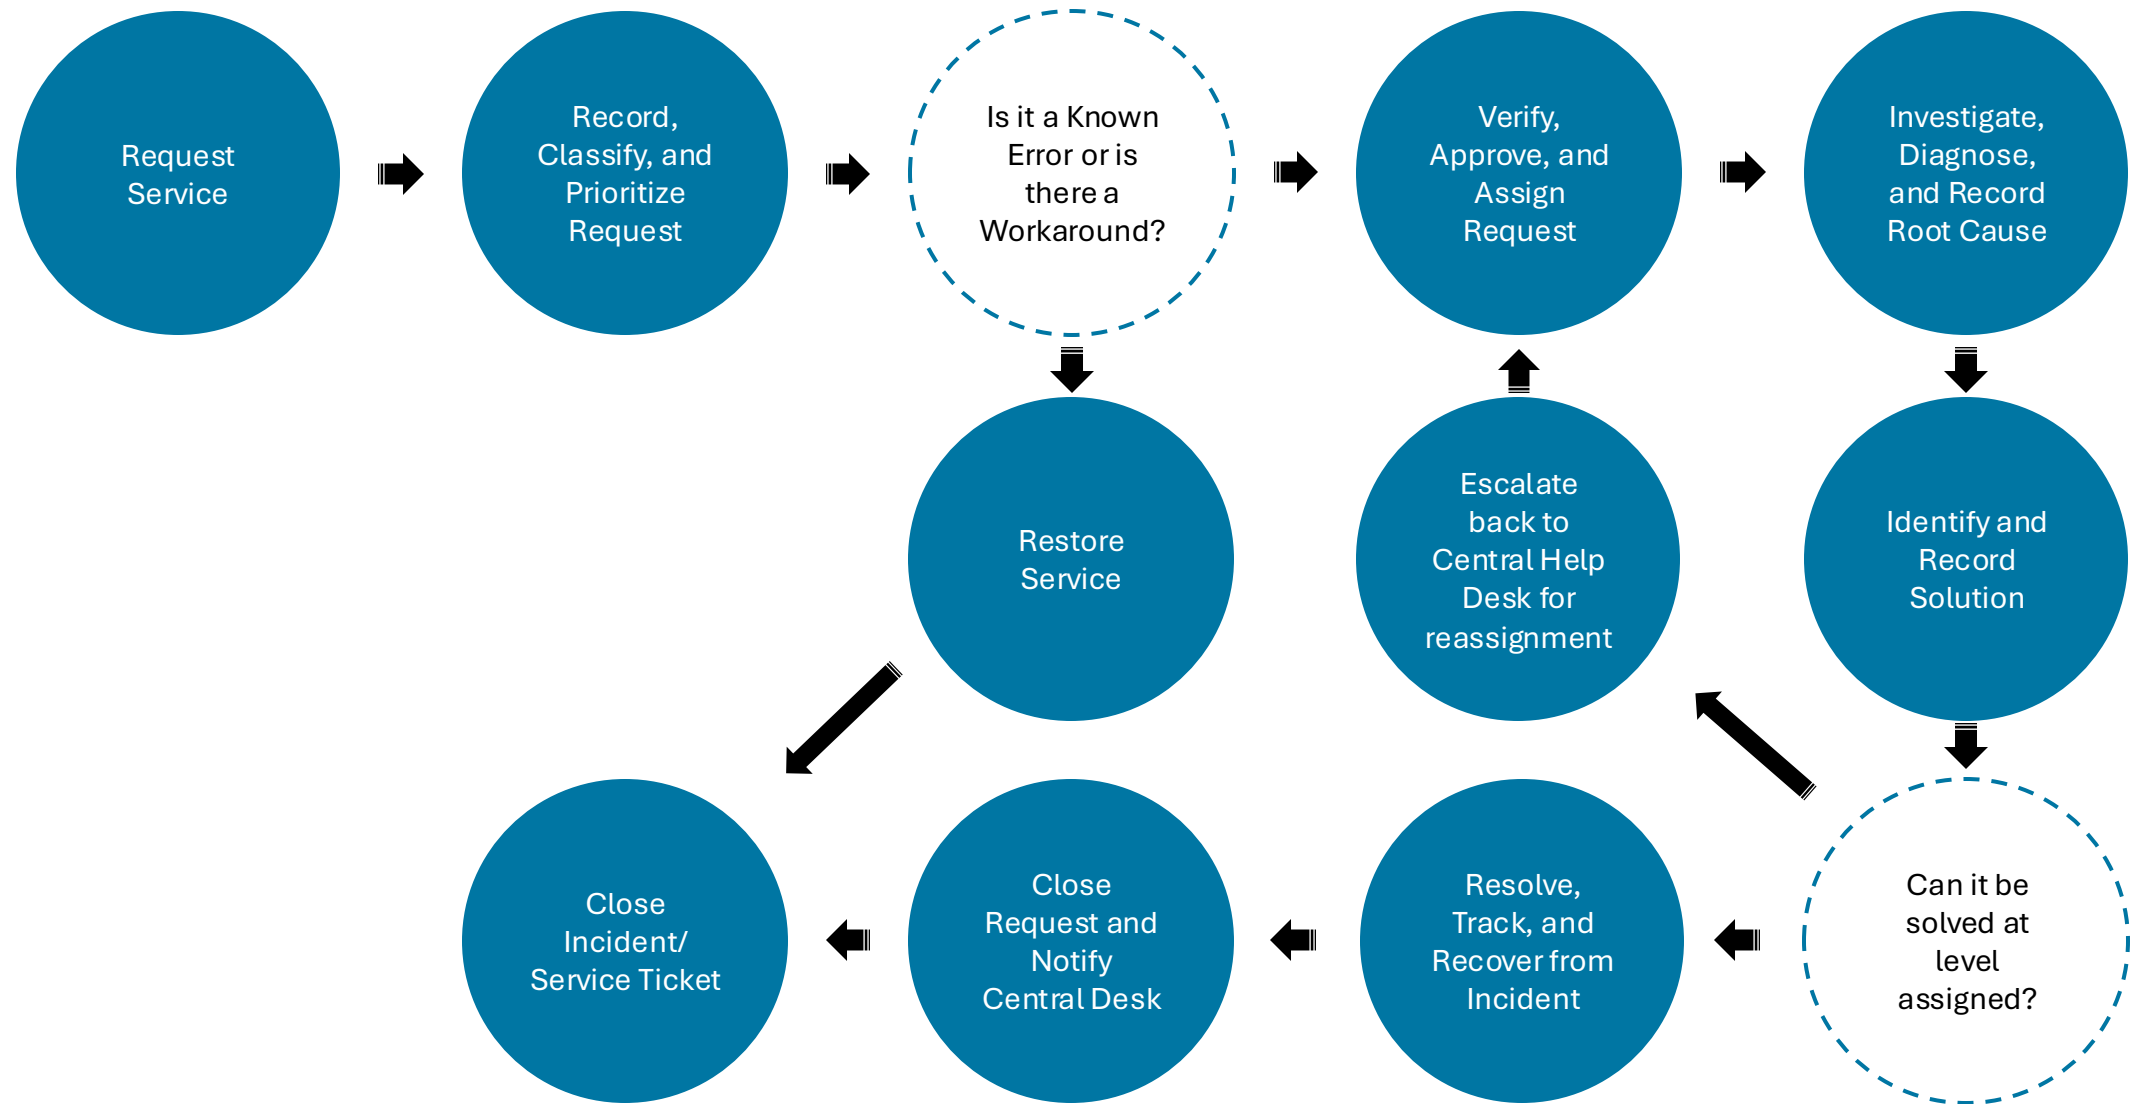 Request
Service
Record,
Classify, and
Prioritize
Request
Is it a Known
Error or is
there a
Workaround?
Verify,
Approve, and
Assign
Request
Investigate,
Diagnose,
and Record
Root Cause
Restore
Service
Escalate
back to
Central Help
Desk for
reassignment
Identify and
Record
Solution
Close
Incident/
Service Ticket
Close
Request and
Notify
Central Desk
Resolve,
Track, and
Recover from
Incident
Can it be
solved at
level
assigned?